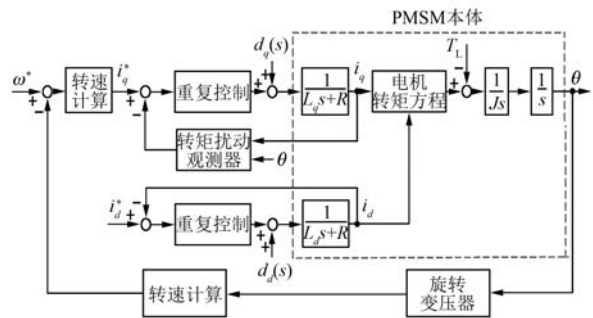 PMSM本体
d_q(s)
T_L
ω* + − 转速计算 i_q* + − 重复控制 + + 1/(L_q s+R) i_q 电机转矩方程 + − 1/(Js) 1/s θ
转矩扰动观测器
θ
i_d* + − 重复控制 + + 1/(L_d s+R) i_d
d_d(s)
转速计算
旋转变压器